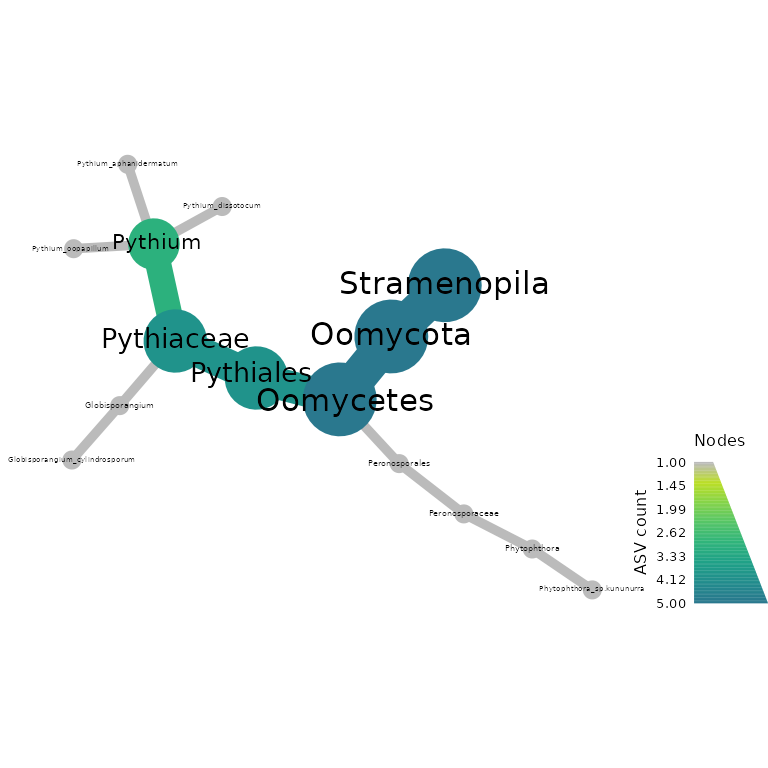 Pythium_aphanidermatum
Pythium_dissotocum
Pythium
Pythium_oopapillum
Stramenopila
Oomycota
Pythiaceae
Pythiales
Oomycetes
Globisporangium
Globisporangium_cylindrosporum
Peronosporales
Peronosporaceae
Phytophthora
Phytophthora_sp.kununurra
Nodes
ASV count
1.00
1.45
1.99
2.62
3.33
4.12
5.00